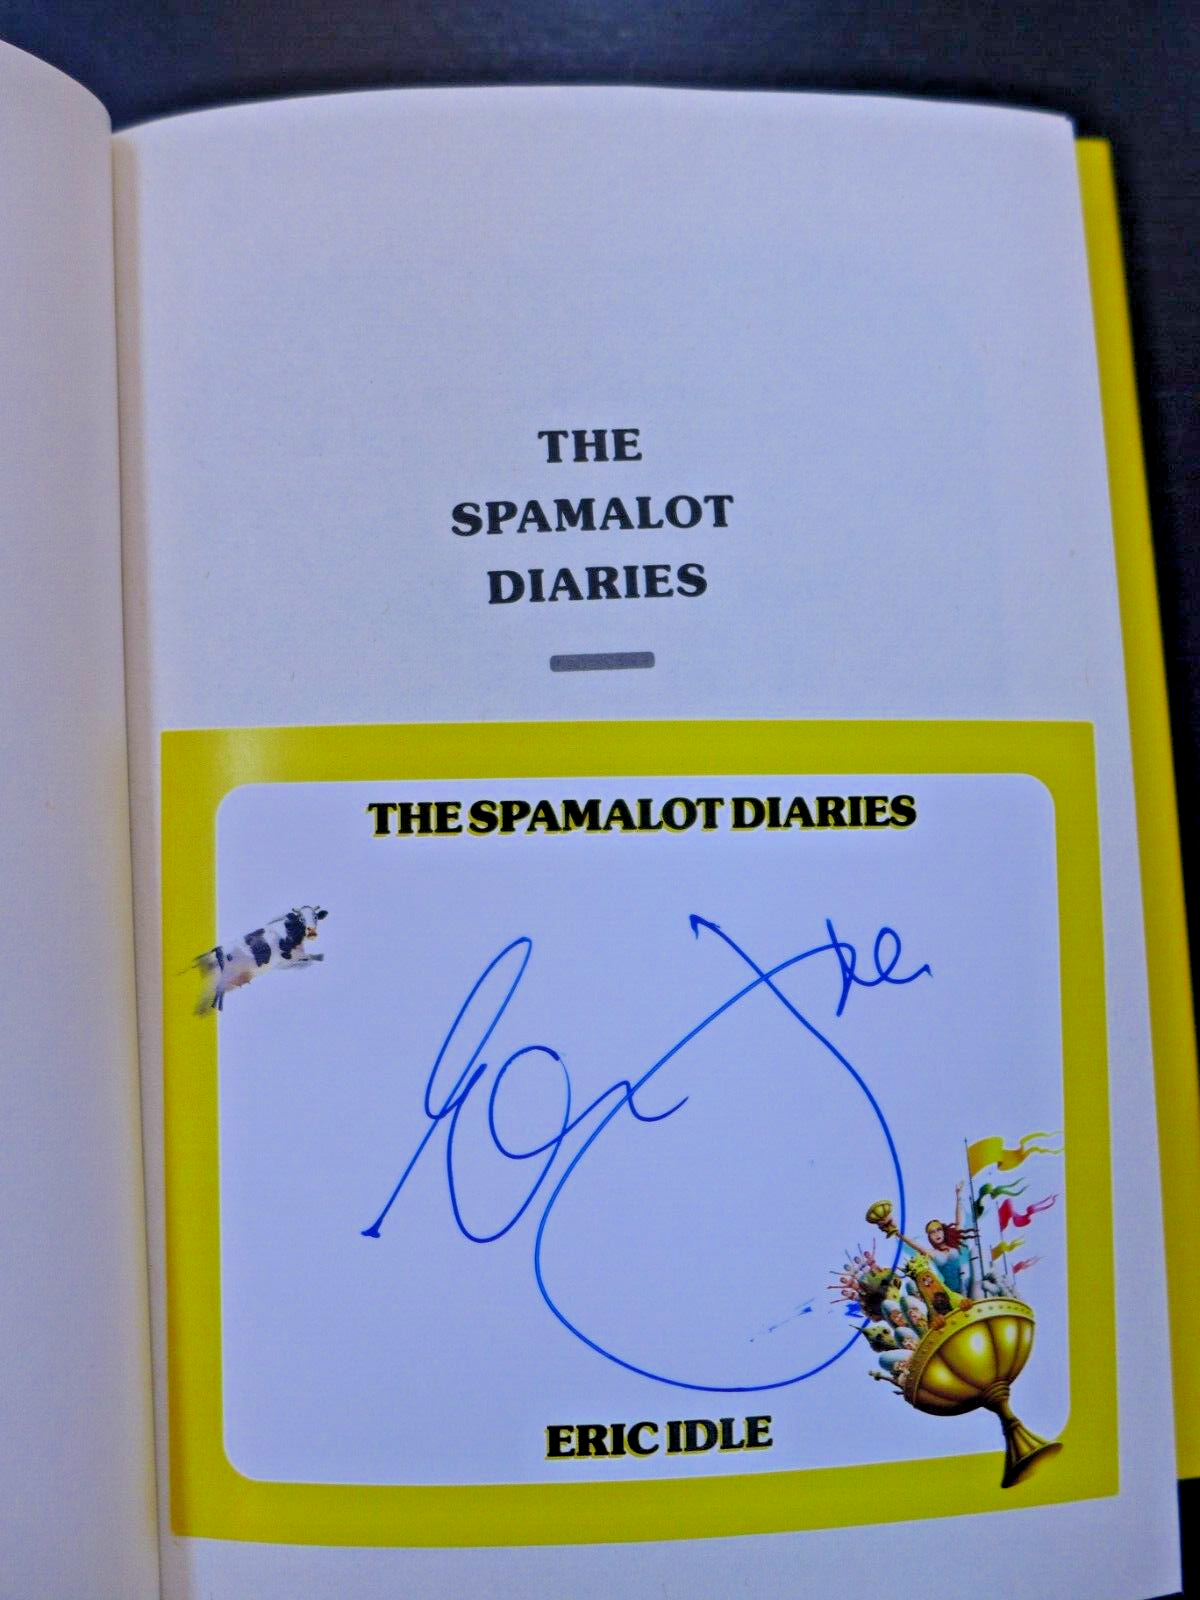 THE
SPAMALOT
DIARIES
THE SPAMALOT DIARIES
ERIC IDLE